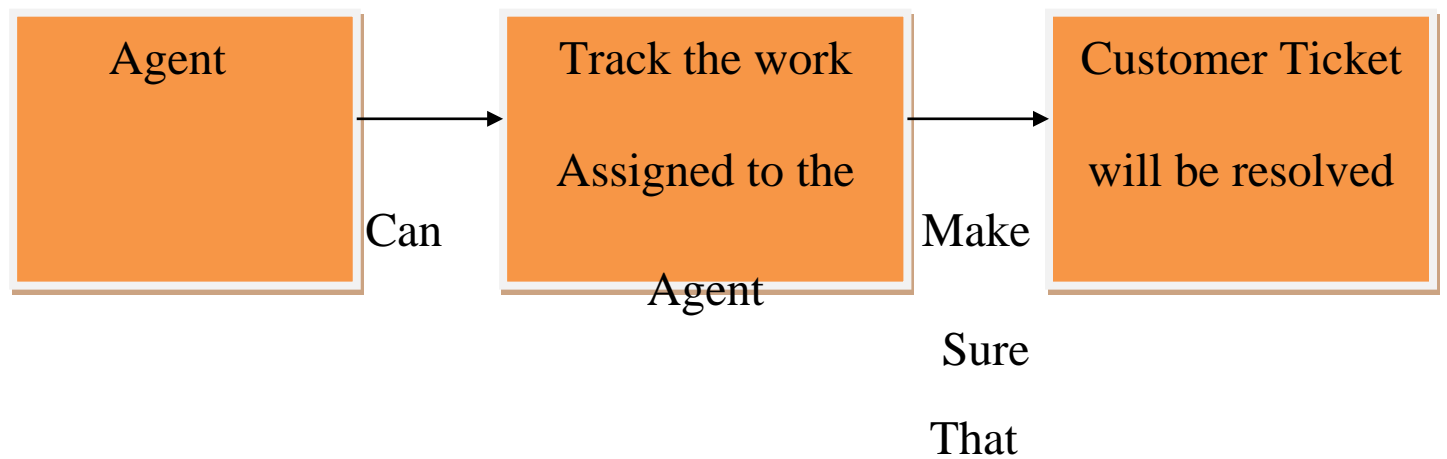 Agent
Can
Track the work
Assigned to the
Agent
Make
Sure
That
Customer Ticket
will be resolved